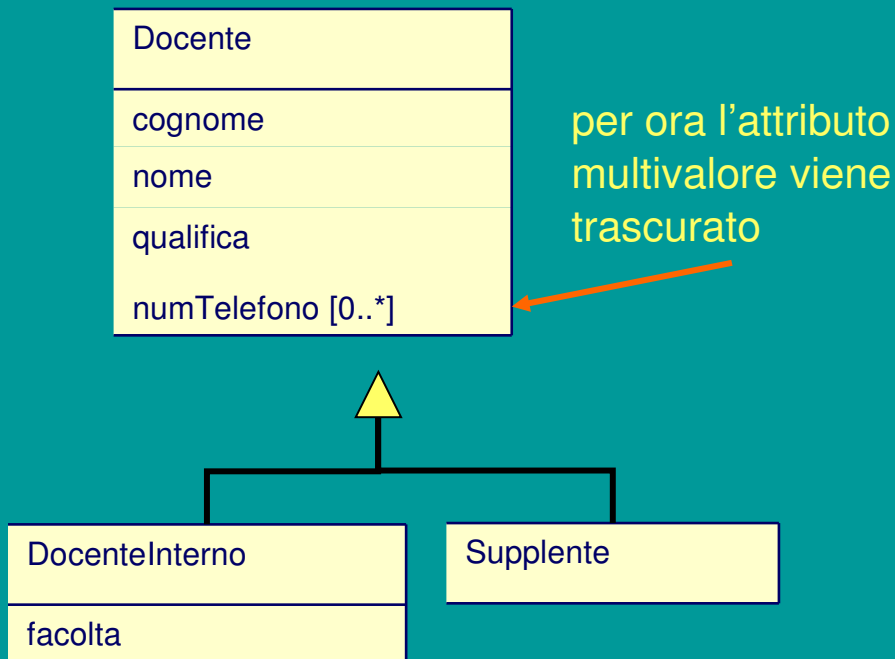 Docente
cognome
nome
qualifica
numTelefono [0..*]
per ora l’attributo
multivalore viene
trascurato
DocenteInterno
facolta
Supplente